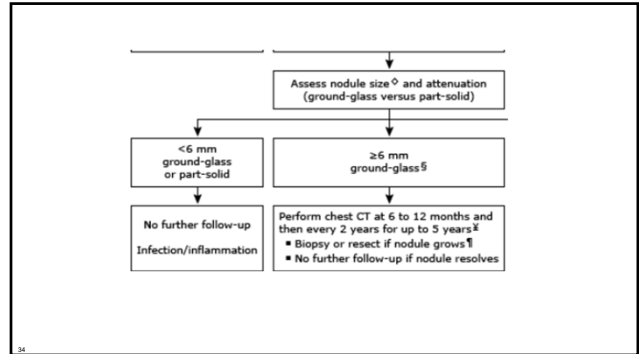 Assess nodule size◇ and attenuation
(ground-glass versus part-solid)
<6 mm
ground-glass
or part-solid
≥6 mm
ground-glass§
No further follow-up
Infection/inflammation
Perform chest CT at 6 to 12 months and
then every 2 years for up to 5 years¥
▪ Biopsy or resect if nodule grows¶
▪ No further follow-up if nodule resolves
34